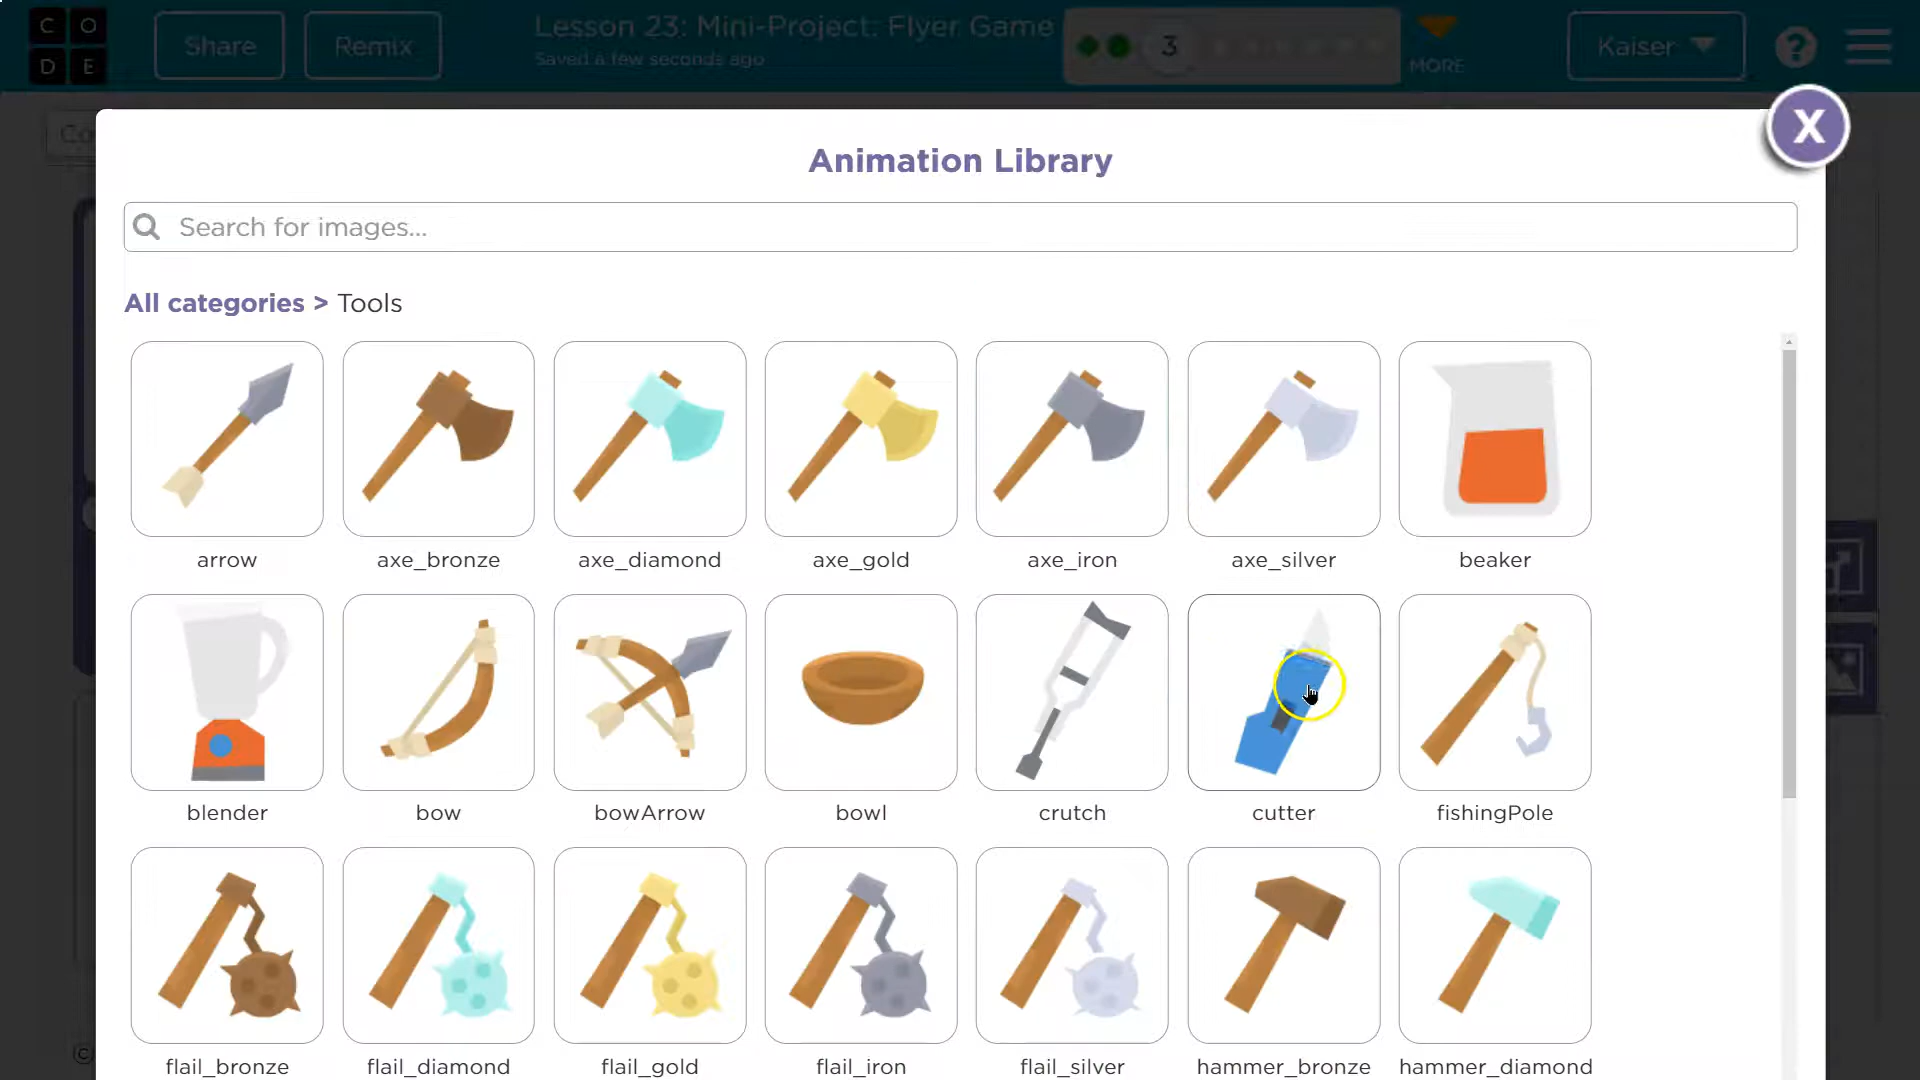 C O
D E
Share
Remix
Lesson 23: Mini-Project: Flyer Game
Saved a few seconds ago
3
MORE
Kaiser
?
Co
X
Animation Library
Search for images...
All categories > Tools
arrow
axe_bronze
axe_diamond
axe_gold
axe_iron
axe_silver
beaker
blender
bow
bowArrow
bowl
crutch
cutter
fishingPole
flail_bronze
flail_diamond
flail_gold
flail_iron
flail_silver
hammer_bronze
hammer_diamond
©